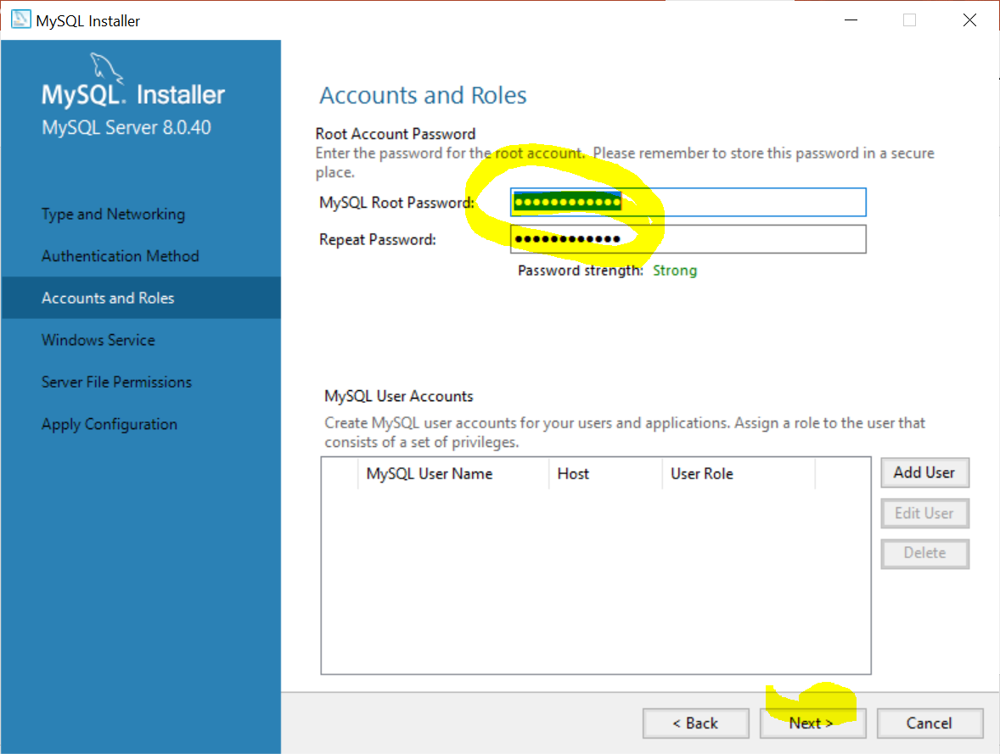 MySQL Installer
MySQL. Installer
MySQL Server 8.0.40
Type and Networking
Authentication Method
Accounts and Roles
Windows Service
Server File Permissions
Apply Configuration
Accounts and Roles
Root Account Password
Enter the password for the root account. Please remember to store this password in a secure
place.
MySQL Root Password:
●●●●●●●●●●●●
Repeat Password:
●●●●●●●●●●●●
Password strength: Strong
MySQL User Accounts
Create MySQL user accounts for your users and applications. Assign a role to the user that
consists of a set of privileges.
MySQL User Name Host User Role
Add User
Edit User
Delete
< Back Next > Cancel